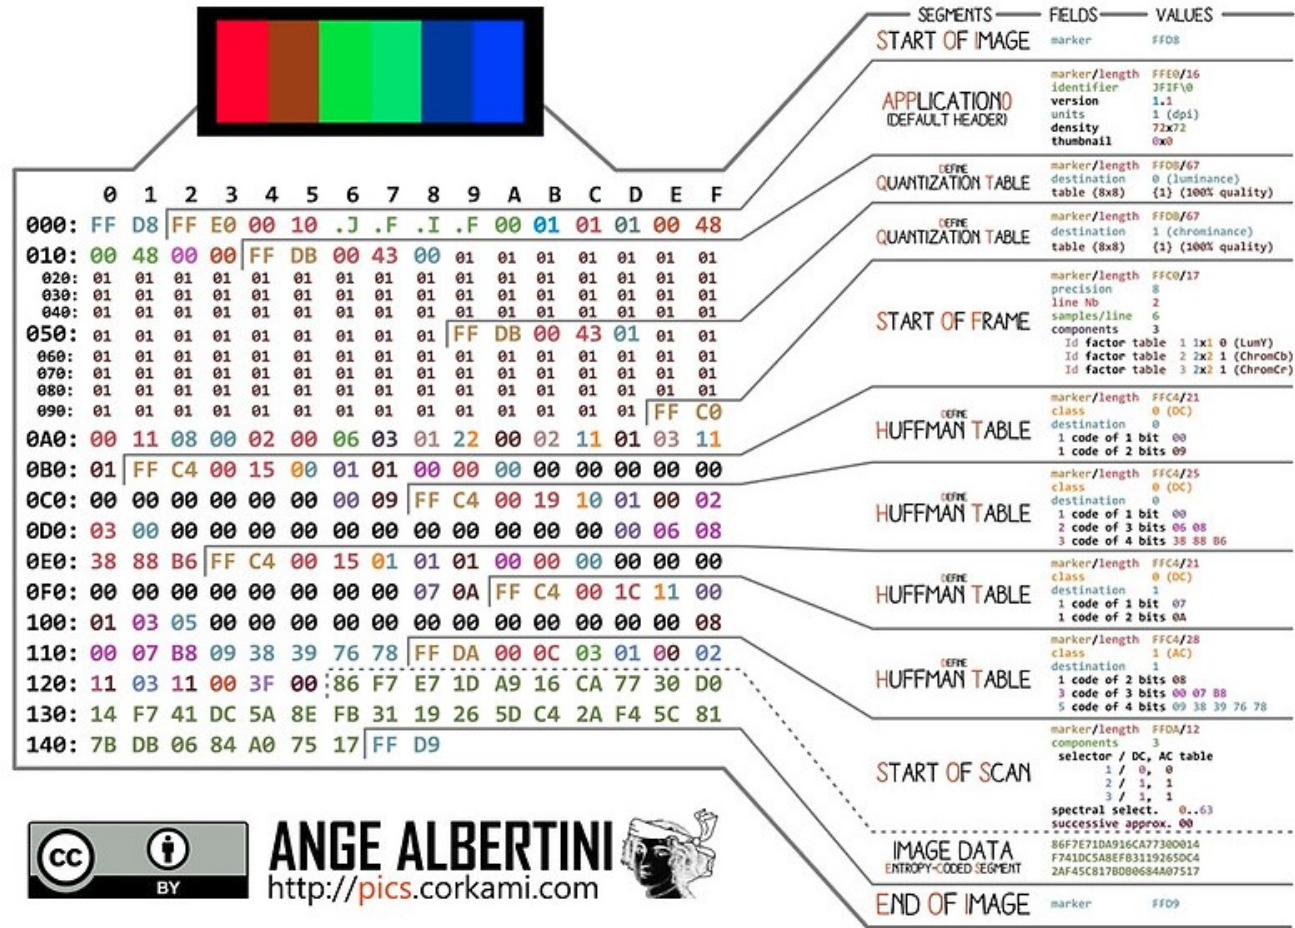 0 1 2 3 4 5 6 7 8 9 A B C D E F
000: FF D8 FF E0 00 10 .J .F .I .F 00 01 01 01 00 48
010: 00 48 00 00 FF DB 00 43 00 01 01 01 01 01 01 01
020: 01 01 01 01 01 01 01 01 01 01 01 01 01 01 01 01
030: 01 01 01 01 01 01 01 01 01 01 01 01 01 01 01 01
040: 01 01 01 01 01 01 01 01 01 01 01 01 01 01 01 01
050: 01 01 01 01 01 01 01 01 01 FF DB 00 43 01 01 01
060: 01 01 01 01 01 01 01 01 01 01 01 01 01 01 01 01
070: 01 01 01 01 01 01 01 01 01 01 01 01 01 01 01 01
080: 01 01 01 01 01 01 01 01 01 01 01 01 01 01 01 01
090: 01 01 01 01 01 01 01 01 01 01 01 01 01 01 FF C0
0A0: 00 11 08 00 02 00 06 03 01 22 00 02 11 01 03 11
0B0: 01 FF C4 00 15 00 01 01 00 00 00 00 00 00 00 00
0C0: 00 00 00 00 00 00 00 09 FF C4 00 19 10 01 00 02
0D0: 03 00 00 00 00 00 00 00 00 00 00 00 00 00 06 08
0E0: 38 88 B6 FF C4 00 15 01 01 01 00 00 00 00 00 00
0F0: 00 00 00 00 00 00 00 00 07 0A FF C4 00 1C 11 00
100: 01 03 05 00 00 00 00 00 00 00 00 00 00 00 00 08
110: 00 07 B8 09 38 39 76 78 FF DA 00 0C 03 01 00 02
120: 11 03 11 00 3F 00 86 F7 E7 1D A9 16 CA 77 30 D0
130: 14 F7 41 DC 5A 8E FB 31 19 26 5D C4 2A F4 5C 81
140: 7B DB 06 84 A0 75 17 FF D9
SEGMENTS FIELDS VALUES
START OF IMAGE
marker FFD8
APPLICATION0
(DEFAULT HEADER)
marker/length FFE0/16
identifier JFIF\0
version 1.1
units 1 (dpi)
density 72x72
thumbnail 0x0
DEFINE
QUANTIZATION TABLE
marker/length FFDB/67
destination 0 (luminance)
table (8x8) {1} (100% quality)
DEFINE
QUANTIZATION TABLE
marker/length FFDB/67
destination 1 (chrominance)
table (8x8) {1} (100% quality)
START OF FRAME
marker/length FFC0/17
precision 8
line Nb 2
samples/line 6
components 3
Id factor table 1 1x1 0 (LumY)
Id factor table 2 2x2 1 (ChromCb)
Id factor table 3 2x2 1 (ChromCr)
DEFINE
HUFFMAN TABLE
marker/length FFC4/21
class 0 (DC)
destination 0
1 code of 1 bit 00
1 code of 2 bits 09
DEFINE
HUFFMAN TABLE
marker/length FFC4/25
class 0 (DC)
destination 0
1 code of 1 bit 00
2 code of 3 bits 06 08
3 code of 4 bits 38 88 B6
DEFINE
HUFFMAN TABLE
marker/length FFC4/21
class 0 (DC)
destination 1
1 code of 1 bit 07
1 code of 2 bits 0A
DEFINE
HUFFMAN TABLE
marker/length FFC4/28
class 1 (AC)
destination 1
1 code of 2 bits 08
3 code of 3 bits 00 07 B8
5 code of 4 bits 09 38 39 76 78
START OF SCAN
marker/length FFDA/12
components 3
selector / DC, AC table
1 / 0, 0
2 / 1, 1
3 / 1, 1
spectral select. 0..63
successive approx. 00
IMAGE DATA
ENTROPY-CODED SEGMENT
86F7E71DA916CA7730D014
F741DC5A8EFB3119265DC4
2AF45C817BDB0684A07517
END OF IMAGE
marker FFD9
cc
BY
ANGE ALBERTINI
http://pics.corkami.com